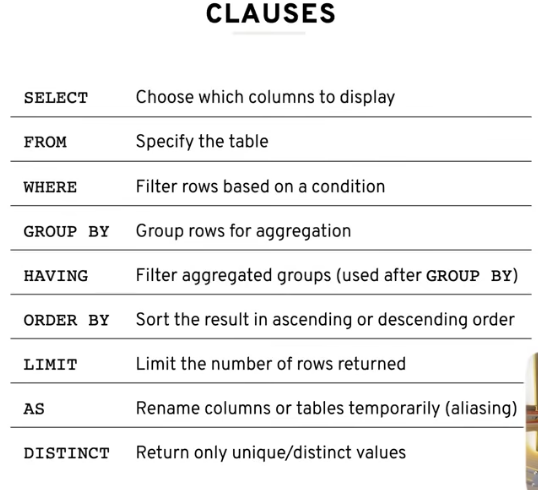 CLAUSES
SELECT Choose which columns to display
FROM Specify the table
WHERE Filter rows based on a condition
GROUP BY Group rows for aggregation
HAVING Filter aggregated groups (used after GROUP BY)
ORDER BY Sort the result in ascending or descending order
LIMIT Limit the number of rows returned
AS Rename columns or tables temporarily (aliasing)
DISTINCT Return only unique/distinct values